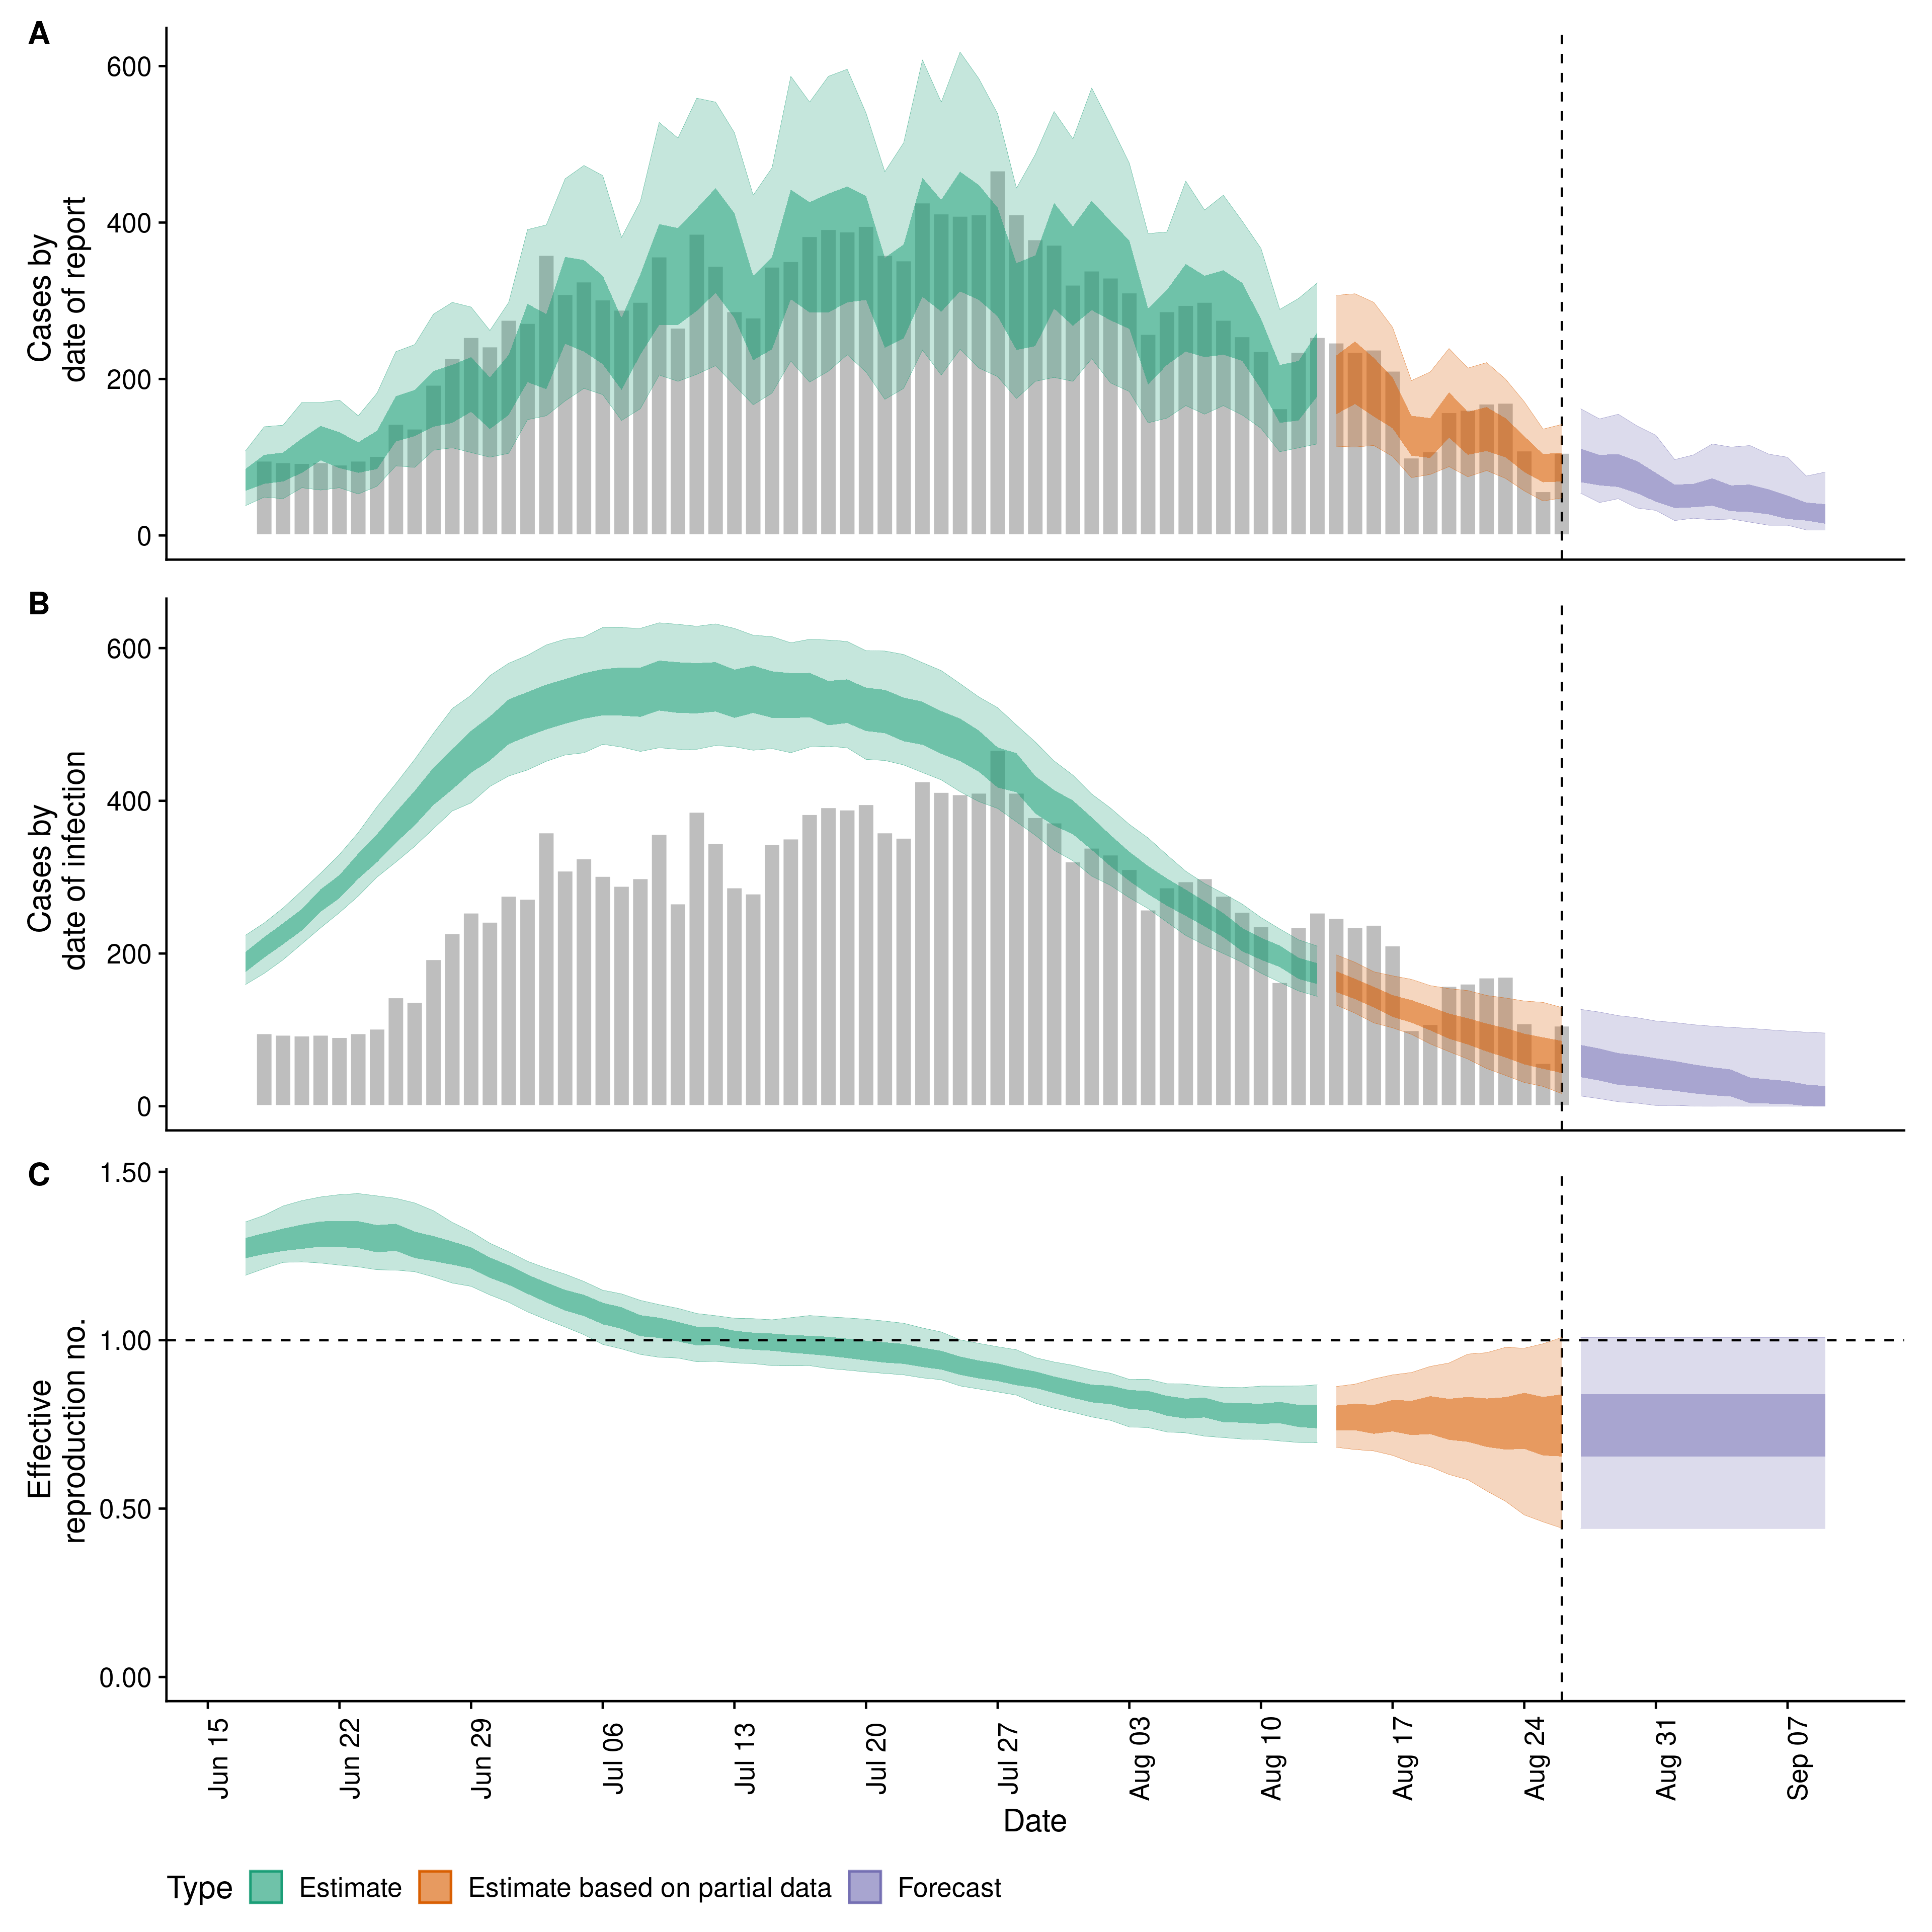 A
600
400
200
0
Cases by
date of report
B
600
400
200
0
Cases by
date of infection
C
1.50
1.00
0.50
0.00
Effective
reproduction no.
Jun 15
Jun 22
Jun 29
Jul 06
Jul 13
Jul 20
Jul 27
Aug 03
Aug 10
Aug 17
Aug 24
Aug 31
Sep 07
Date
Type Estimate Estimate based on partial data Forecast